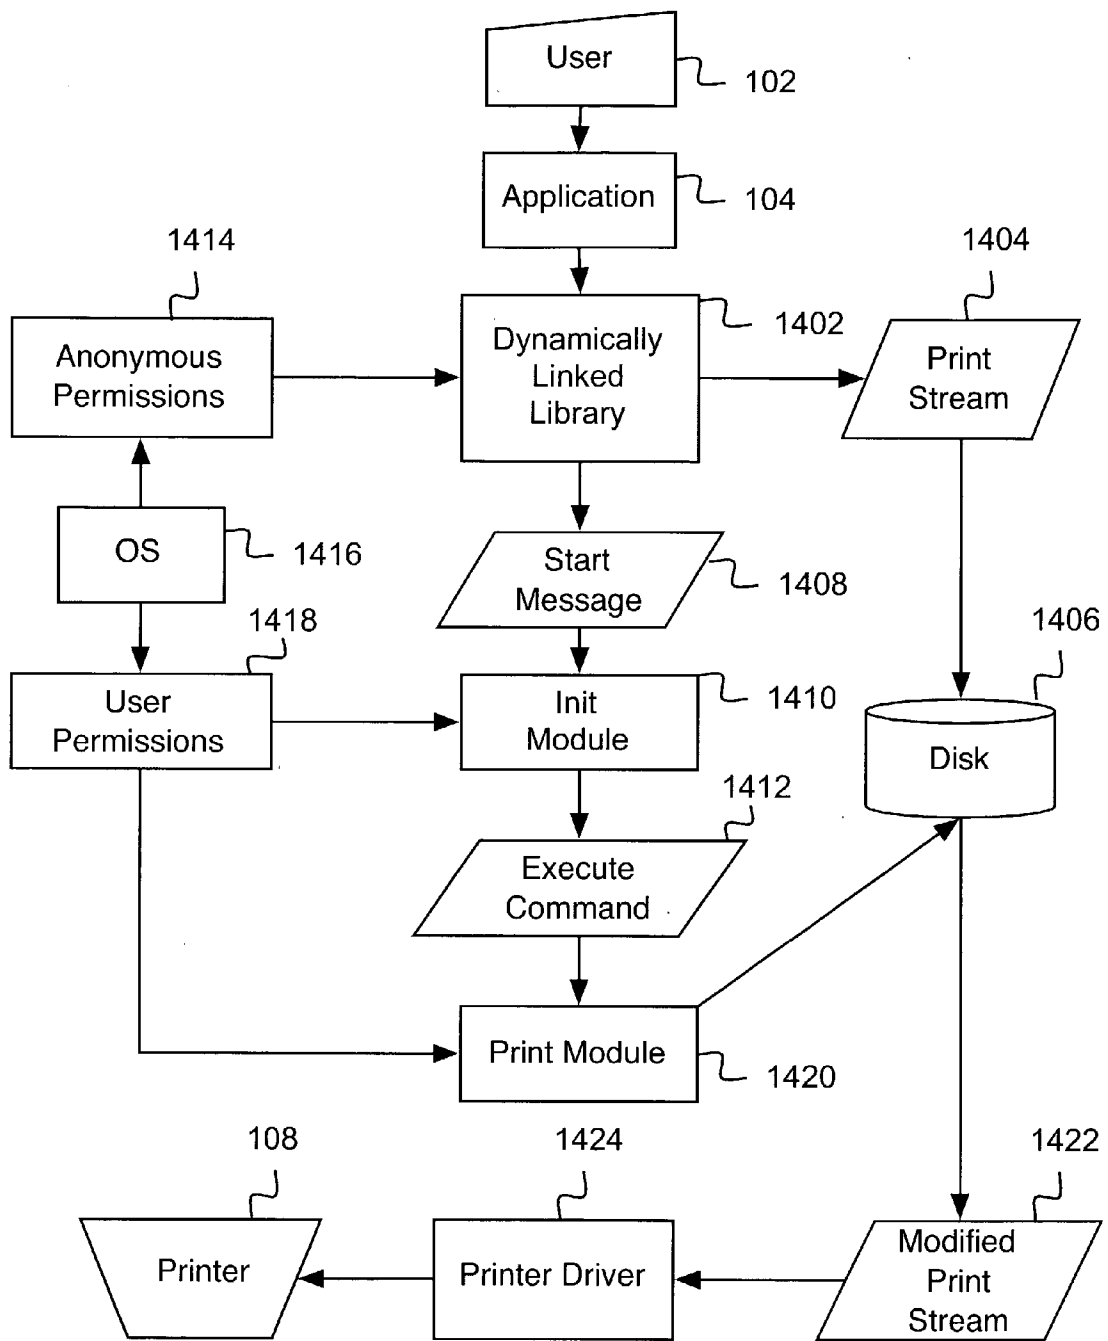 User
102
Application
104
1414
1404
Anonymous
Permissions
Dynamically
Linked
Library
1402
Print
Stream
OS
1416
Start
Message
1408
1418
1406
User
Permissions
Init
Module
1410
Disk
1412
Execute
Command
Print Module
1420
108
1424
1422
Printer
Printer Driver
Modified
Print
Stream